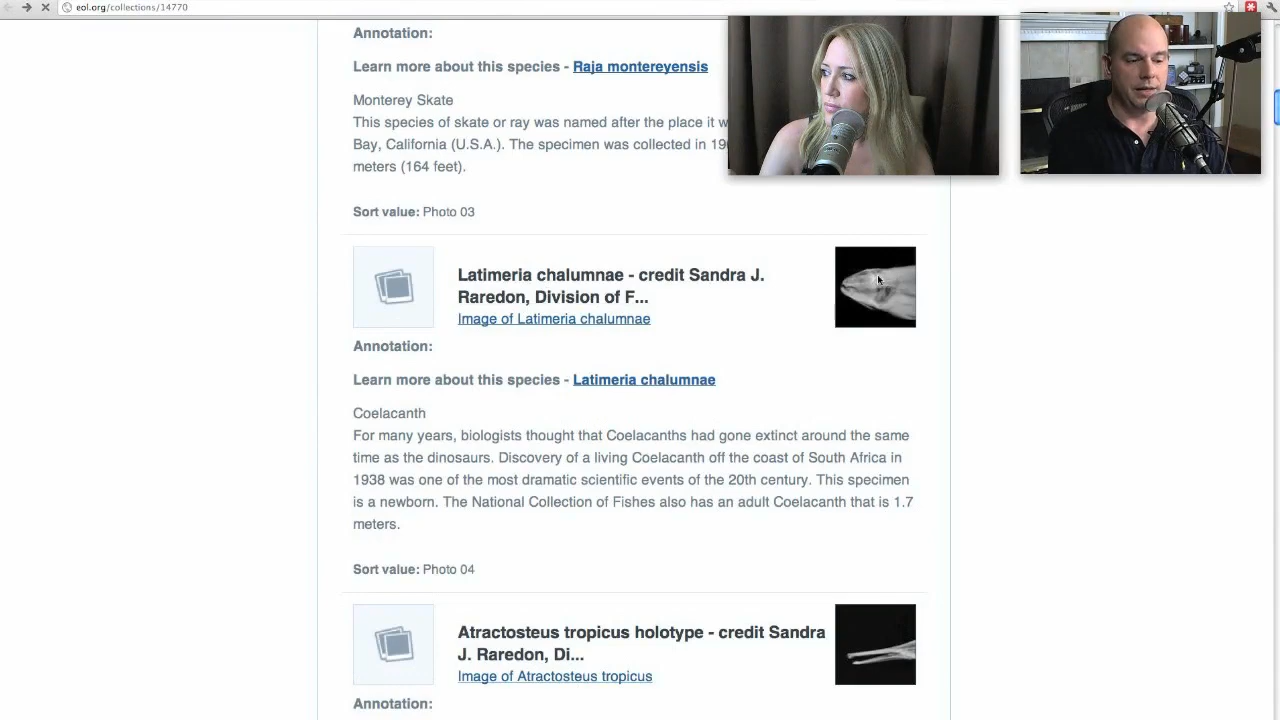 eol.org/collections/14770
Annotation:
Learn more about this species - Raja montereyensis
Monterey Skate
This species of skate or ray was named after the place it w
Bay, California (U.S.A.). The specimen was collected in 19
meters (164 feet).
Sort value: Photo 03
Latimeria chalumnae - credit Sandra J.
Raredon, Division of F...
Image of Latimeria chalumnae
Annotation:
Learn more about this species - Latimeria chalumnae
Coelacanth
For many years, biologists thought that Coelacanths had gone extinct around the same
time as the dinosaurs. Discovery of a living Coelacanth off the coast of South Africa in
1938 was one of the most dramatic scientific events of the 20th century. This specimen
is a newborn. The National Collection of Fishes also has an adult Coelacanth that is 1.7
meters.
Sort value: Photo 04
Atractosteus tropicus holotype - credit Sandra
J. Raredon, Di...
Image of Atractosteus tropicus
Annotation: